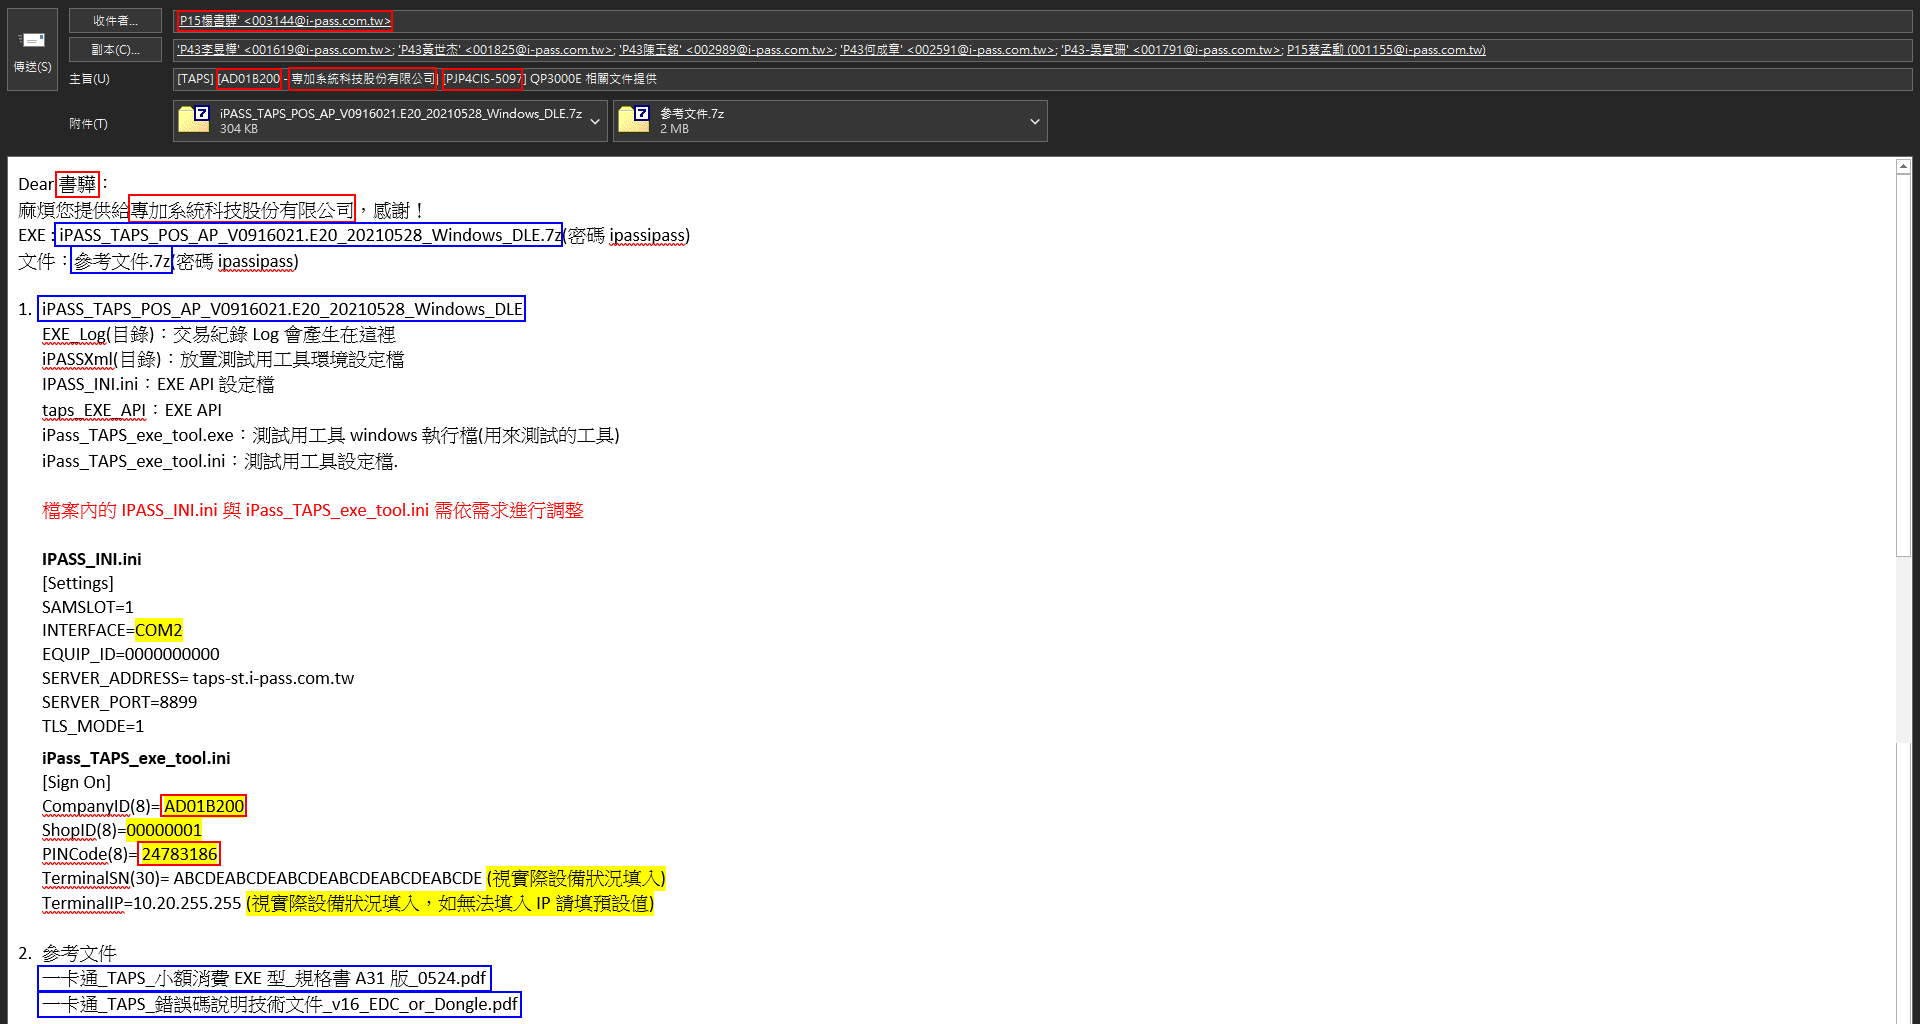 傳送(S)
收件者...
P15楊書驊' <003144@i-pass.com.tw>
副本(C)...
'P43李昱樺' <001619@i-pass.com.tw>; 'P43黃世杰' <001825@i-pass.com.tw>; 'P43陳玉銘' <002989@i-pass.com.tw>; 'P43何成章' <002591@i-pass.com.tw>; 'P43-吳宜珊' <001791@i-pass.com.tw>; P15蔡孟勳 (001155@i-pass.com.tw)
主旨(U)
[TAPS] [AD01B200 - 專加系統科技股份有限公司] [PJP4CIS-5097] QP3000E 相關文件提供
附件(T)
iPASS_TAPS_POS_AP_V0916021.E20_20210528_Windows_DLE.7z
304 KB
參考文件.7z
2 MB
Dear 書驊：
麻煩您提供給專加系統科技股份有限公司，感謝！
EXE : iPASS_TAPS_POS_AP_V0916021.E20_20210528_Windows_DLE.7z(密碼 ipassipass)
文件：參考文件.7z(密碼 ipassipass)
1. iPASS_TAPS_POS_AP_V0916021.E20_20210528_Windows_DLE
EXE_Log(目錄)：交易紀錄 Log 會產生在這裡
iPASSXml(目錄)：放置測試用工具環境設定檔
IPASS_INI.ini：EXE API 設定檔
taps_EXE_API：EXE API
iPass_TAPS_exe_tool.exe：測試用工具 windows 執行檔(用來測試的工具)
iPass_TAPS_exe_tool.ini：測試用工具設定檔.
檔案內的 IPASS_INI.ini 與 iPass_TAPS_exe_tool.ini 需依需求進行調整
IPASS_INI.ini
[Settings]
SAMSLOT=1
INTERFACE=COM2
EQUIP_ID=0000000000
SERVER_ADDRESS= taps-st.i-pass.com.tw
SERVER_PORT=8899
TLS_MODE=1
iPass_TAPS_exe_tool.ini
[Sign On]
CompanyID(8)= AD01B200
ShopID(8)=00000001
PINCode(8)= 24783186
TerminalSN(30)= ABCDEABCDEABCDEABCDEABCDEABCDE (視實際設備狀況填入)
TerminalIP=10.20.255.255 (視實際設備狀況填入，如無法填入 IP 請填預設值)
2. 參考文件
一卡通_TAPS_小額消費 EXE 型_規格書 A31 版_0524.pdf
一卡通_TAPS_錯誤碼說明技術文件_v16_EDC_or_Dongle.pdf